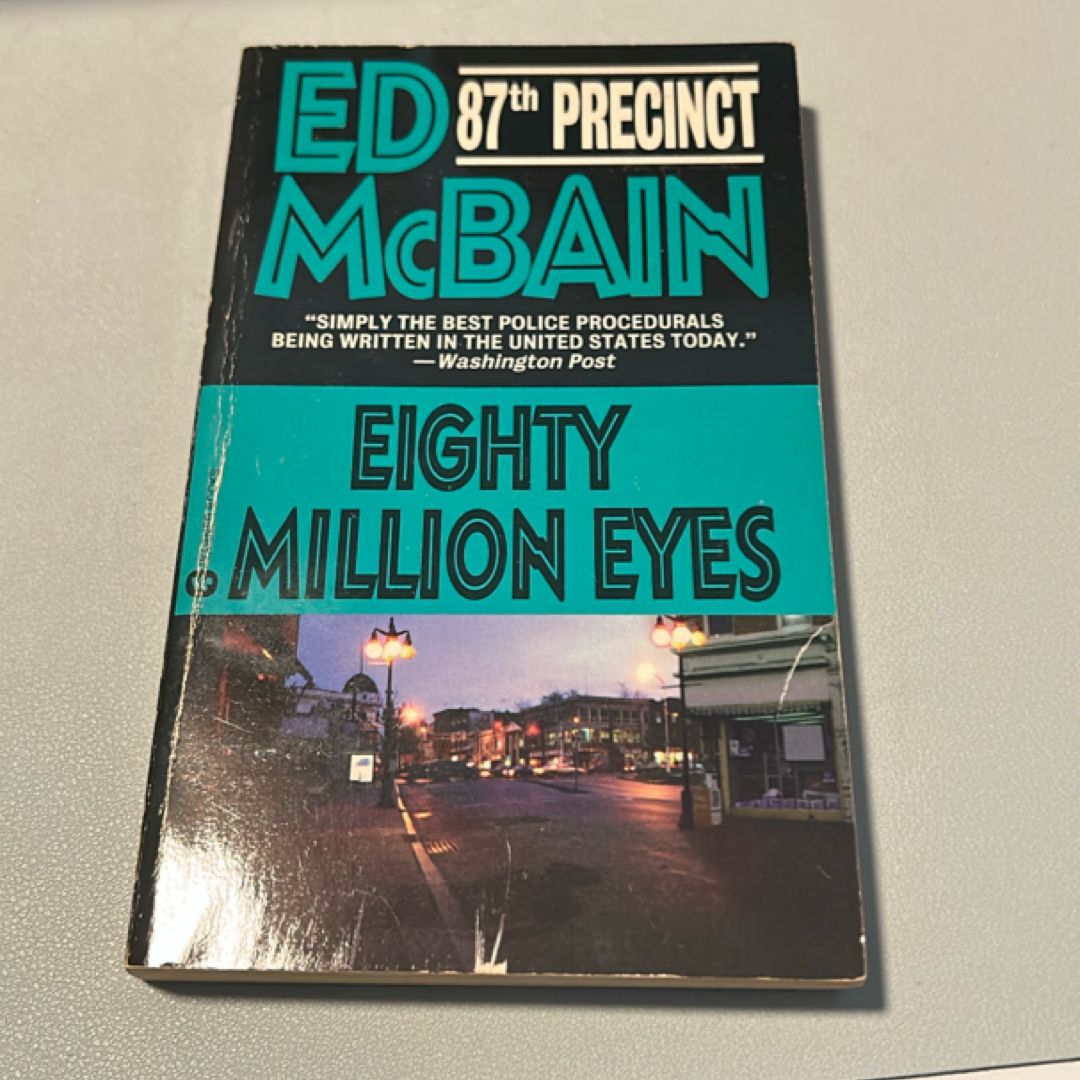 ED
87th PRECINCT
McBAIN
“SIMPLY THE BEST POLICE PROCEDURALS
BEING WRITTEN IN THE UNITED STATES TODAY.”
—Washington Post
EIGHTY
MILLION EYES